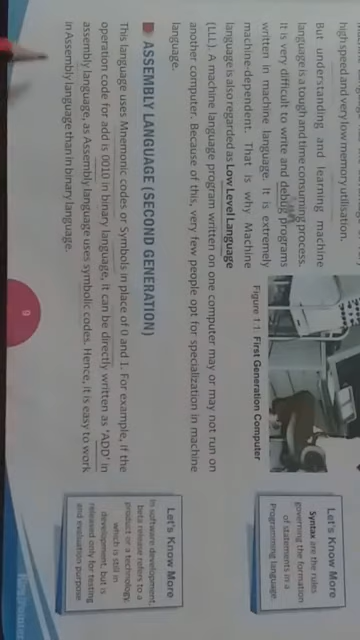 high speed and very low memory utilisation.
But understanding and learning machine
language is a tough and time consuming process.
It is very difficult to write and debug programs
written in machine language. It is extremely
machine-dependent. That is why Machine
language is also regarded as Low Level Language
(LLL). A machine language program written on one computer may or may not run on
another computer. Because of this, very few people opt for specialization in machine
language.
Figure 1.1: First Generation Computer
Let's Know More
Syntax are the rules
governing the formation
of statements in a
Programming language.
ASSEMBLY LANGUAGE (SECOND GENERATION)
This language uses Mnemonic codes or Symbols in place of 0 and 1. For example, if the
operation code for add is 0010 in binary language, it can be directly written as 'ADD' in
assembly language, as Assembly language uses symbolic codes. Hence, it is easy to work
in Assembly language than in binary language.
Let's Know More
In software development,
beta release refers to a
product or a technology,
which is still in
development, but is
released only for testing
and evaluation purpose.
9